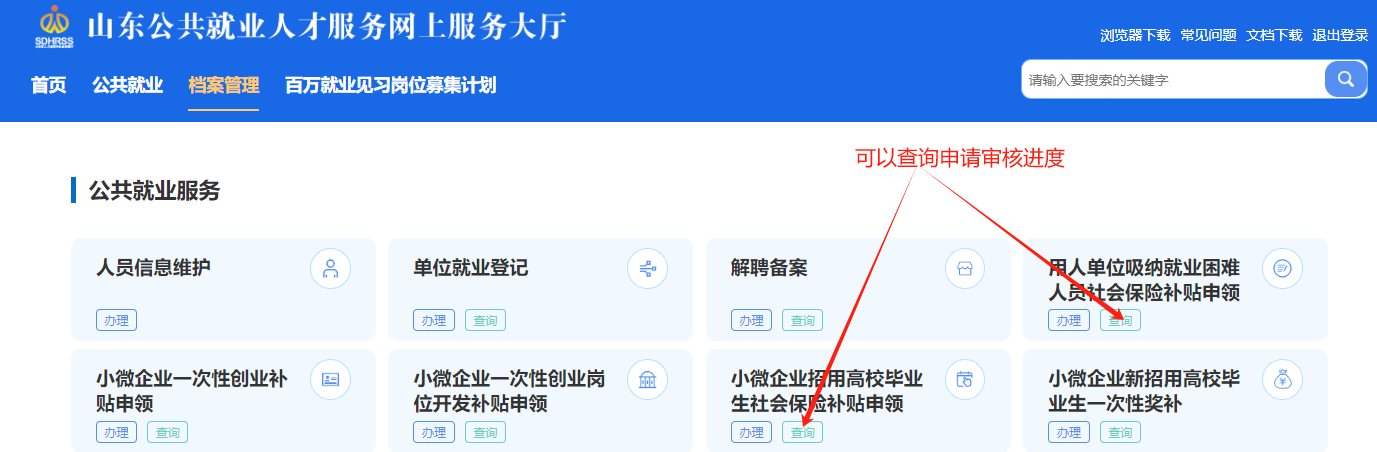 山东公共就业人才服务网上服务大厅
SDHRSS
浏览器下载 常见问题 文档下载 退出登录
首页 公共就业 档案管理 百万就业见习岗位募集计划
请输入要搜索的关键字
可以查询申请审核进度
公共就业服务
人员信息维护
办理
单位就业登记
办理 查询
解聘备案
办理 查询
用人单位吸纳就业困难
人员社会保险补贴申领
办理 查询
小微企业一次性创业补
贴申领
办理 查询
小微企业一次性创业岗
位开发补贴申领
办理 查询
小微企业招用高校毕业
生社会保险补贴申领
办理 查询
小微企业新招用高校毕
业生一次性奖补
办理 查询